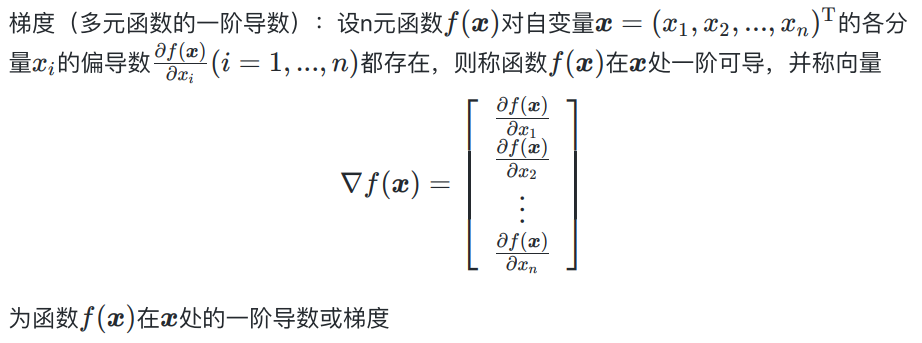 梯度（多元函数的一阶导数）：设n元函数$f(\boldsymbol{x})$对自变量$\boldsymbol{x}=(x_1,x_2,...,x_n)^{\mathrm{T}}$的各分
量$x_i$的偏导数$\frac{\partial f(\boldsymbol{x})}{\partial x_i}(i=1,...,n)$都存在，则称函数$f(\boldsymbol{x})$在$\boldsymbol{x}$处一阶可导，并称向量
$\nabla f(\boldsymbol{x})=\begin{bmatrix}\frac{\partial f(\boldsymbol{x})}{\partial x_1}\\\frac{\partial f(\boldsymbol{x})}{\partial x_2}\\\vdots\\\frac{\partial f(\boldsymbol{x})}{\partial x_n}\end{bmatrix}$
为函数$f(\boldsymbol{x})$在$\boldsymbol{x}$处的一阶导数或梯度